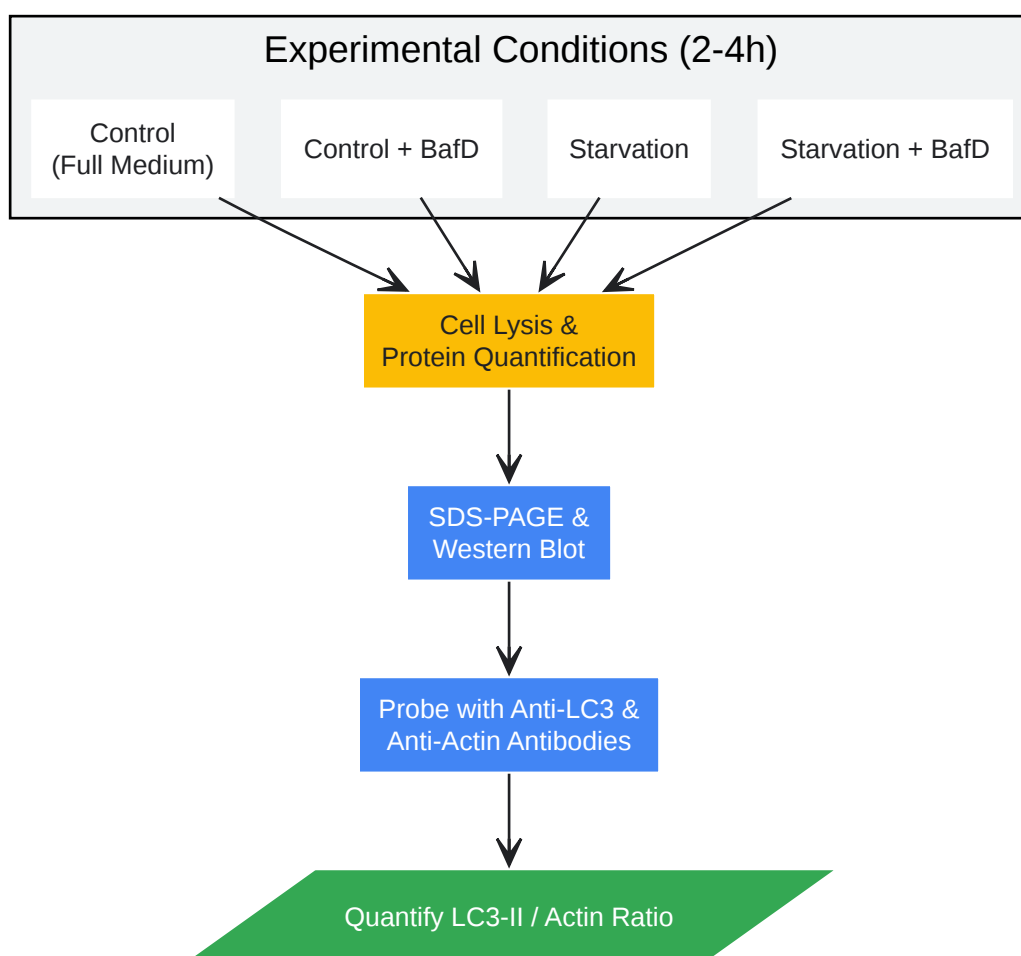 Experimental Conditions (2-4h)
Control
(Full Medium)
Control + BafD
Starvation
Starvation + BafD
Cell Lysis &
Protein Quantification
SDS-PAGE &
Western Blot
Probe with Anti-LC3 &
Anti-Actin Antibodies
Quantify LC3-II / Actin Ratio